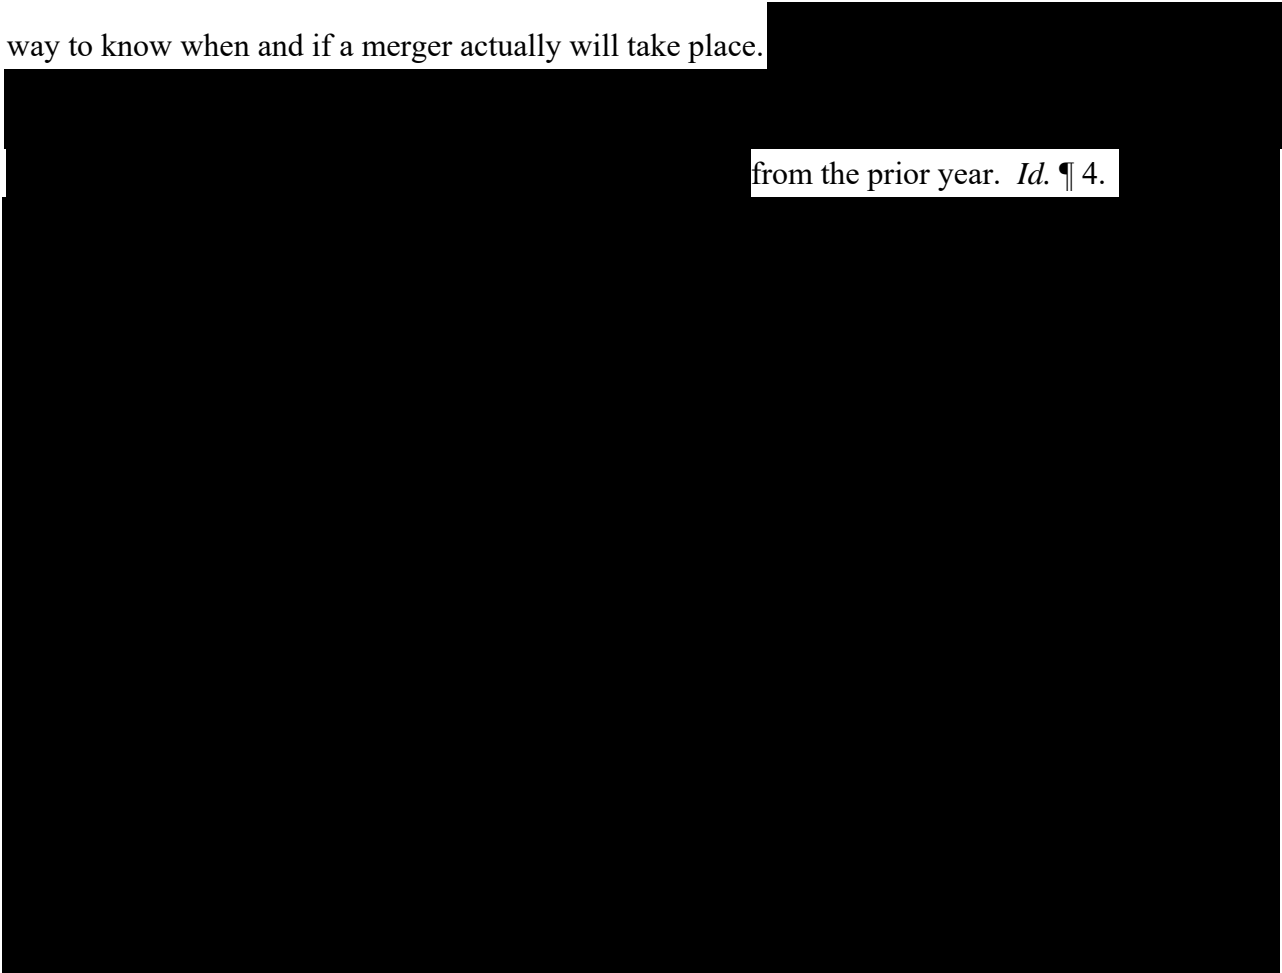 way to know when and if a merger actually will take place.
from the prior year.  Id. ¶ 4.